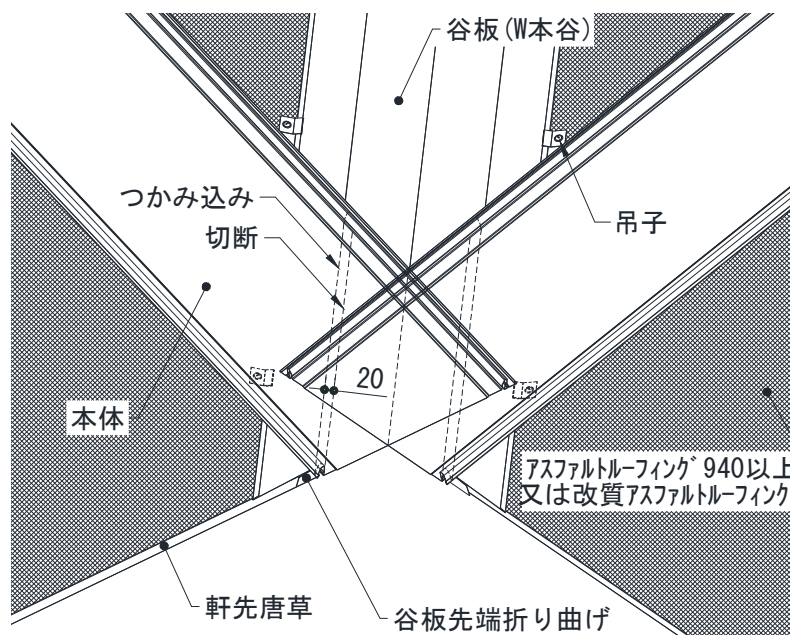 谷板(W本谷)
つかみ込み
切断
吊子
20
本体
アスファルトルーフィング 940以上
又は改質アスファルトルーフィンク
軒先唐草
谷板先端折り曲げ